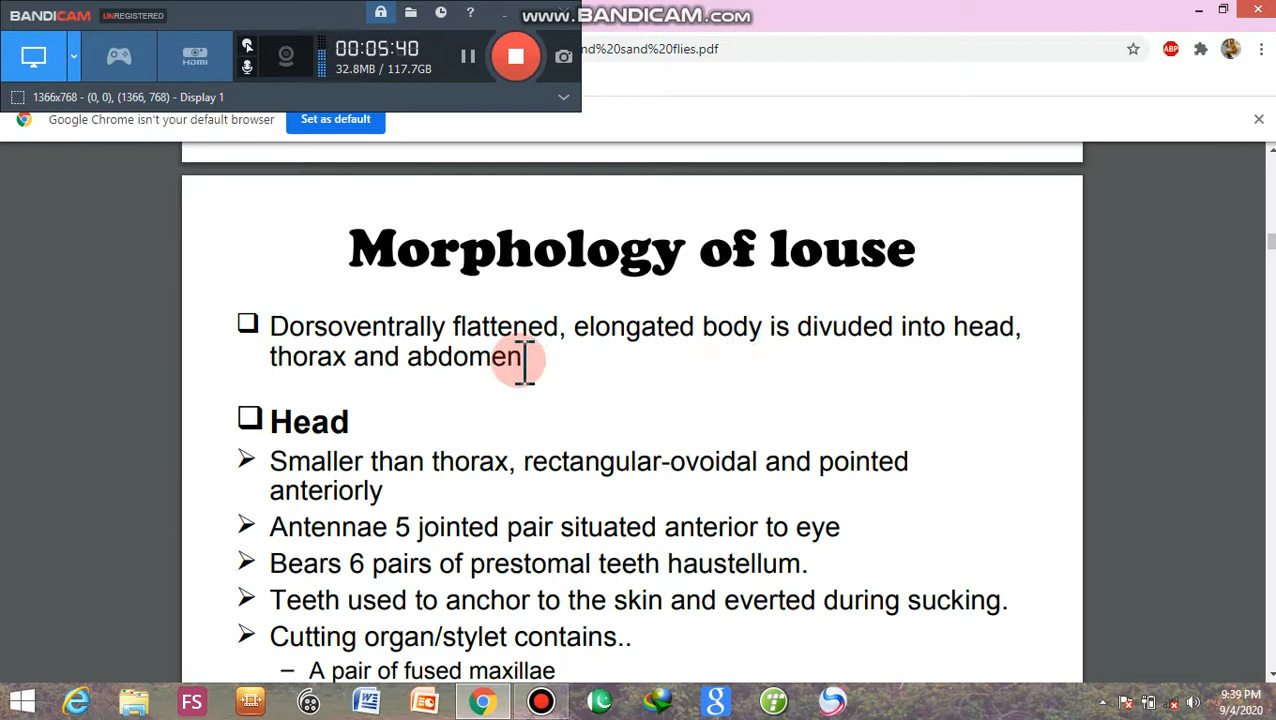 BANDICAM UNREGISTERED
www.BANDICAM.com
HDMI
00:05:40
32.8MB / 117.7GB
1366x768 - (0, 0), (1366, 768) - Display 1
nd%20sand%20flies.pdf
ABP
Google Chrome isn't your default browser
Set as default
Morphology of louse
Dorsoventrally flattened, elongated body is divuded into head,
thorax and abdomen
Head
Smaller than thorax, rectangular-ovoidal and pointed
anteriorly
Antennae 5 jointed pair situated anterior to eye
Bears 6 pairs of prestomal teeth haustellum.
Teeth used to anchor to the skin and everted during sucking.
Cutting organ/stylet contains..
– A pair of fused maxillae
FS
9:39 PM
9/4/2020